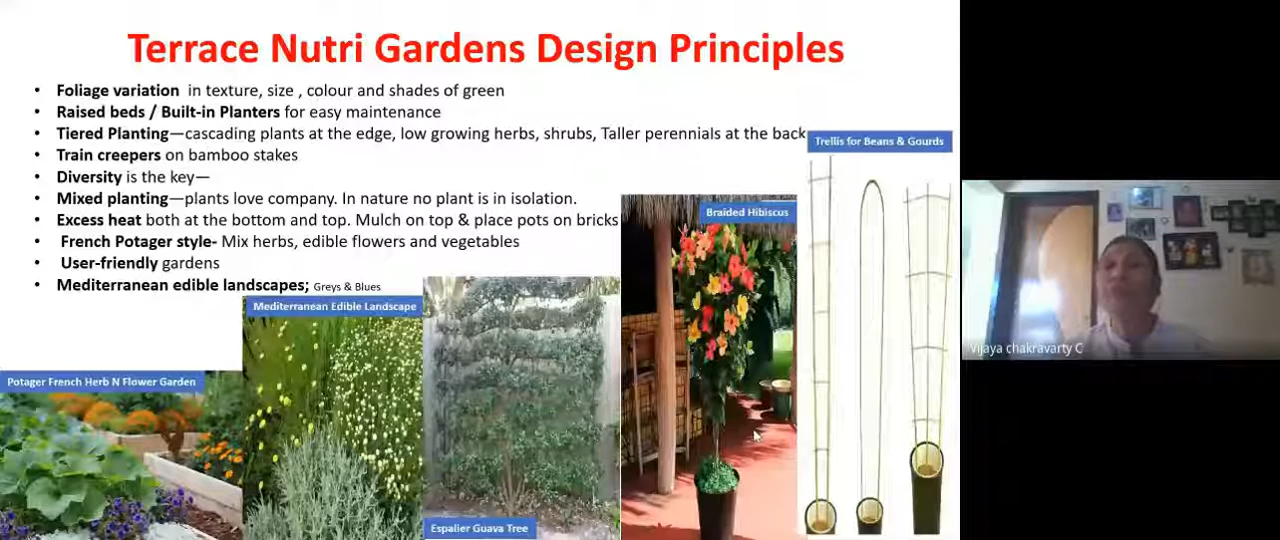 Terrace Nutri Gardens Design Principles
• Foliage variation in texture, size , colour and shades of green
• Raised beds / Built-in Planters for easy maintenance
• Tiered Planting—cascading plants at the edge, low growing herbs, shrubs, Taller perennials at the back
• Train creepers on bamboo stakes
• Diversity is the key—
• Mixed planting—plants love company. In nature no plant is in isolation.
• Excess heat both at the bottom and top. Mulch on top & place pots on bricks
• French Potager style- Mix herbs, edible flowers and vegetables
• User-friendly gardens
• Mediterranean edible landscapes; Greys & Blues
Trellis for Beans & Gourds
Braided Hibiscus
Mediterranean Edible Landscape
Potager French Herb N Flower Garden
Espalier Guava Tree
Vijaya chakravarty C